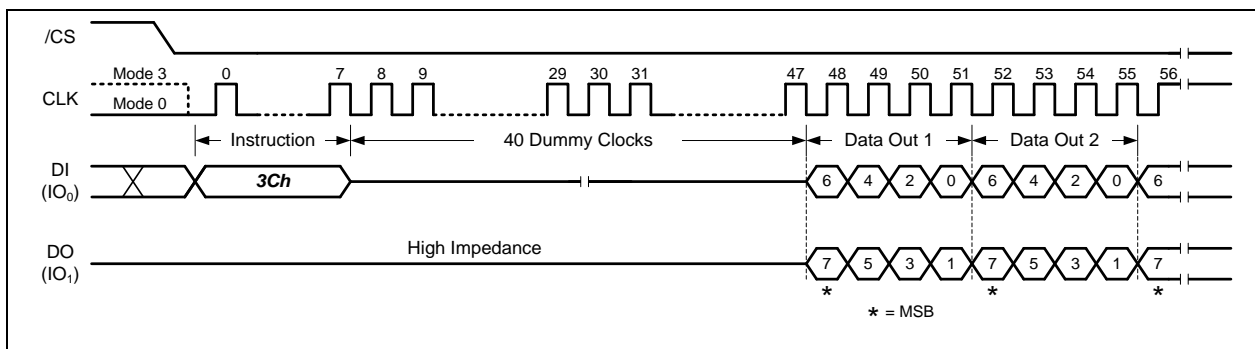 /CS
Mode 3 0 7 8 9 29 30 31 47 48 49 50 51 52 53 54 55 56
CLK
Mode 0
Instruction 40 Dummy Clocks Data Out 1 Data Out 2
DI
(IO0) 3Ch 6 4 2 0 6 4 2 0 6
High Impedance
DO
(IO1) 7 5 3 1 7 5 3 1 7
* * *
* = MSB